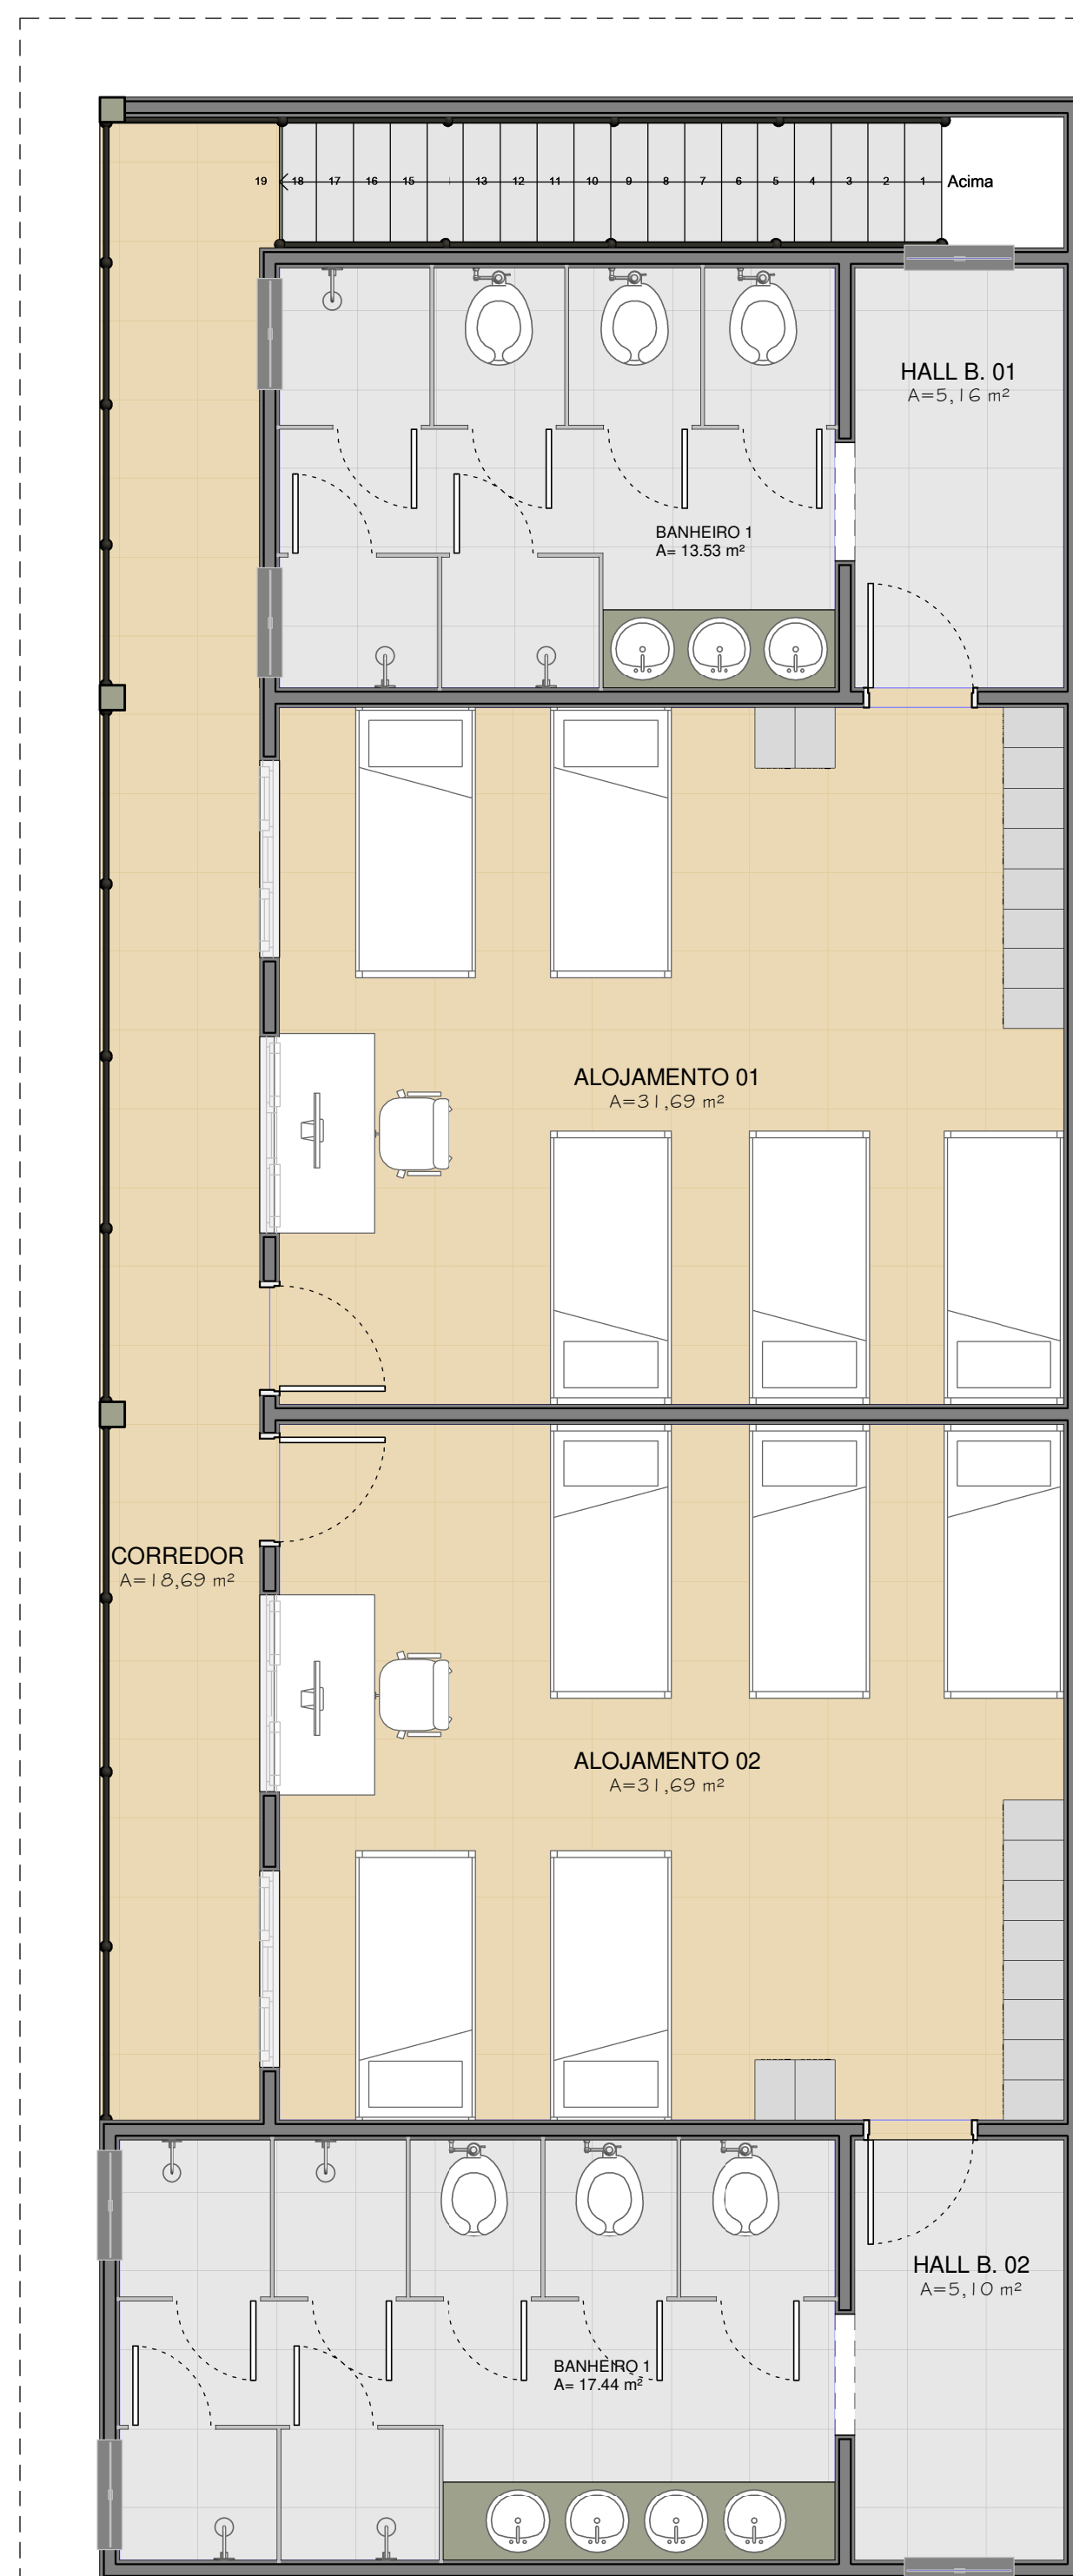 19 18 17 16 15 13 12 11 10 9 8 7 6 5 4 3 2 1 Acima
HALL B. 01
A=5,16 m²
BANHEIRO 1
A= 13.53 m²
ALOJAMENTO 01
A=31,69 m²
CORREDOR
A=18,69 m²
ALOJAMENTO 02
A=31,69 m²
HALL B. 02
A=5,10 m²
BANHEIRO 1
A= 17.44 m²